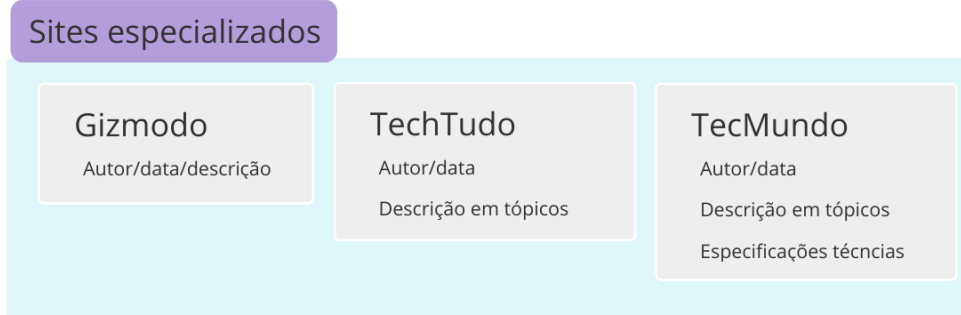 Sites especializados
Gizmodo
Autor/data/descrição
TechTudo
Autor/data
Descrição em tópicos
TecMundo
Autor/data
Descrição em tópicos
Especificações técncias